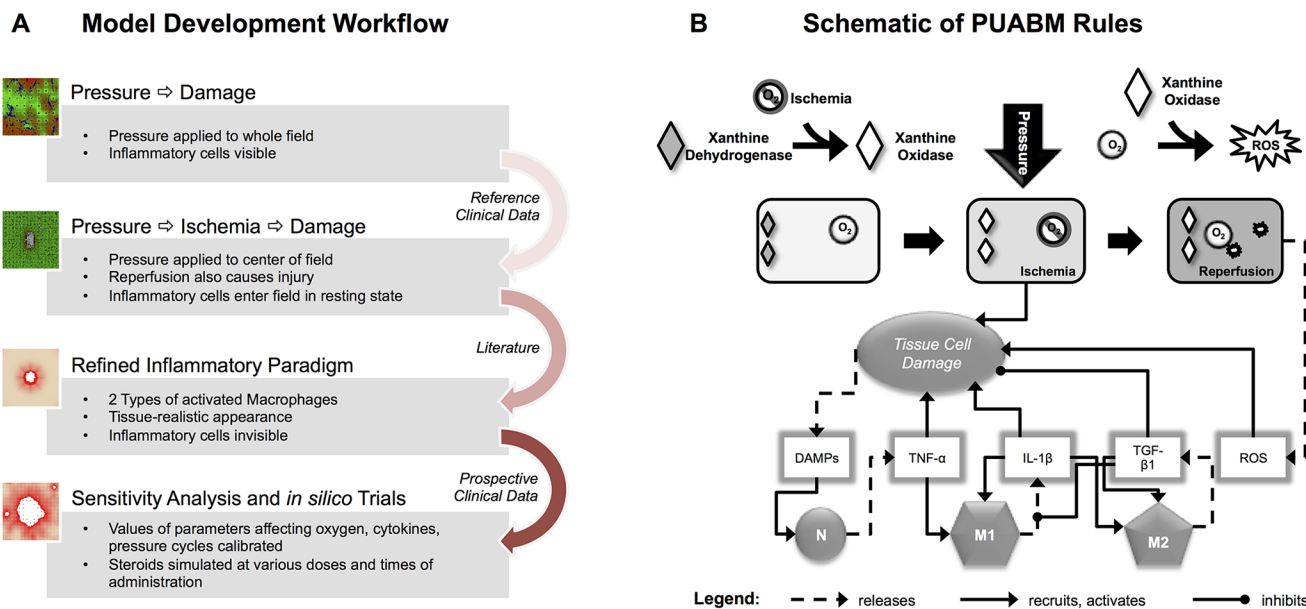 A Model Development Workflow
Pressure ⇨ Damage
• Pressure applied to whole field
• Inflammatory cells visible
Reference
Clinical Data
Pressure ⇨ Ischemia ⇨ Damage
• Pressure applied to center of field
• Reperfusion also causes injury
• Inflammatory cells enter field in resting state
Literature
Refined Inflammatory Paradigm
• 2 Types of activated Macrophages
• Tissue-realistic appearance
• Inflammatory cells invisible
Prospective
Clinical Data
Sensitivity Analysis and in silico Trials
• Values of parameters affecting oxygen, cytokines,
pressure cycles calibrated
• Steroids simulated at various doses and times of
administration
B Schematic of PUABM Rules
O2 Ischemia
Xanthine
Dehydrogenase
Xanthine
Oxidase
Pressure
Xanthine
Oxidase
O2
ROS
O2
O2
Ischemia
O2
Reperfusion
Tissue Cell
Damage
DAMPs
TNF-α
IL-1β
TGF-
β1
ROS
N
M1
M2
Legend: releases recruits, activates inhibits